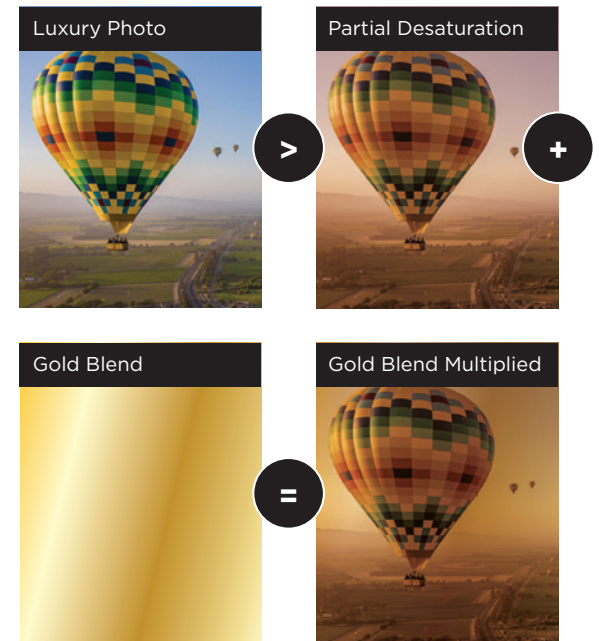 Luxury Photo
Partial Desaturation
>
+
Gold Blend
Gold Blend Multiplied
=